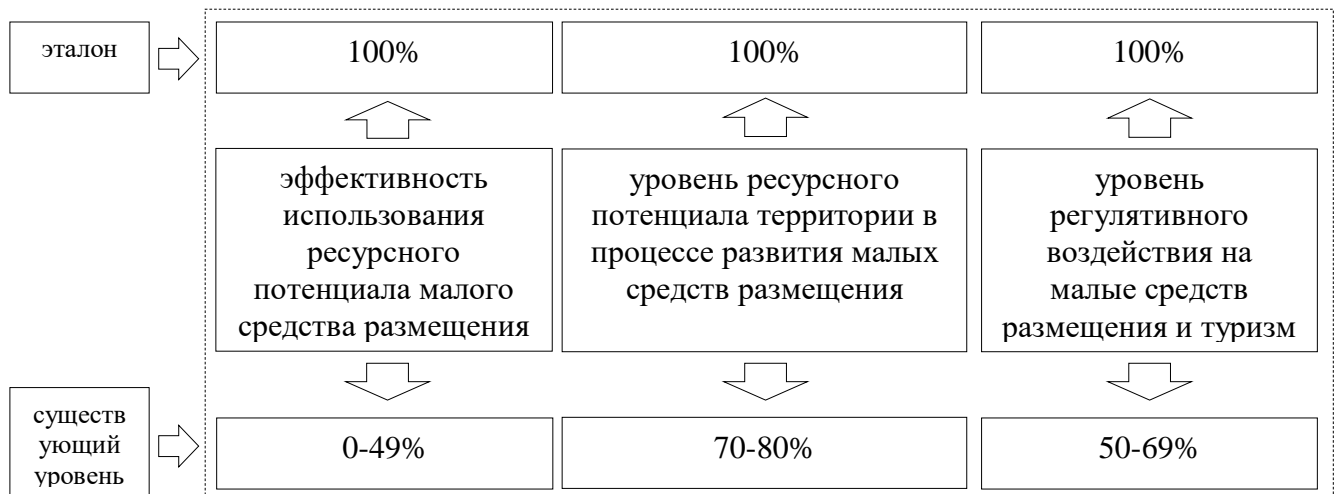 эталон
100%
100%
100%
эффективность
использования
ресурсного
потенциала малого
средства размещения
уровень ресурсного
потенциала территории в
процессе развития малых
средств размещения
уровень
регулятивного
воздействия на
малые средств
размещения и туризм
существ
ующий
уровень
0-49%
70-80%
50-69%